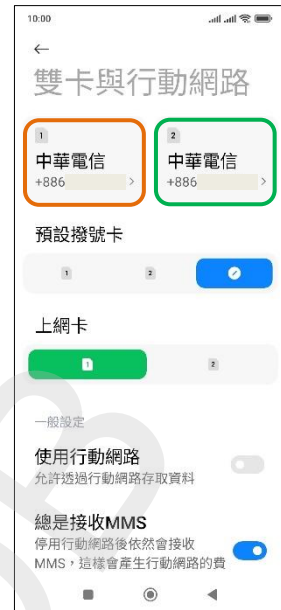 10:00
雙卡與行動網路
1
中華電信
+886
2
中華電信
+886
預設撥號卡
1
2
上網卡
1
2
一般設定
使用行動網路
允許透過行動網路存取資料
總是接收MMS
停用行動網路後依然會接收
MMS，這樣會產生行動網路的費